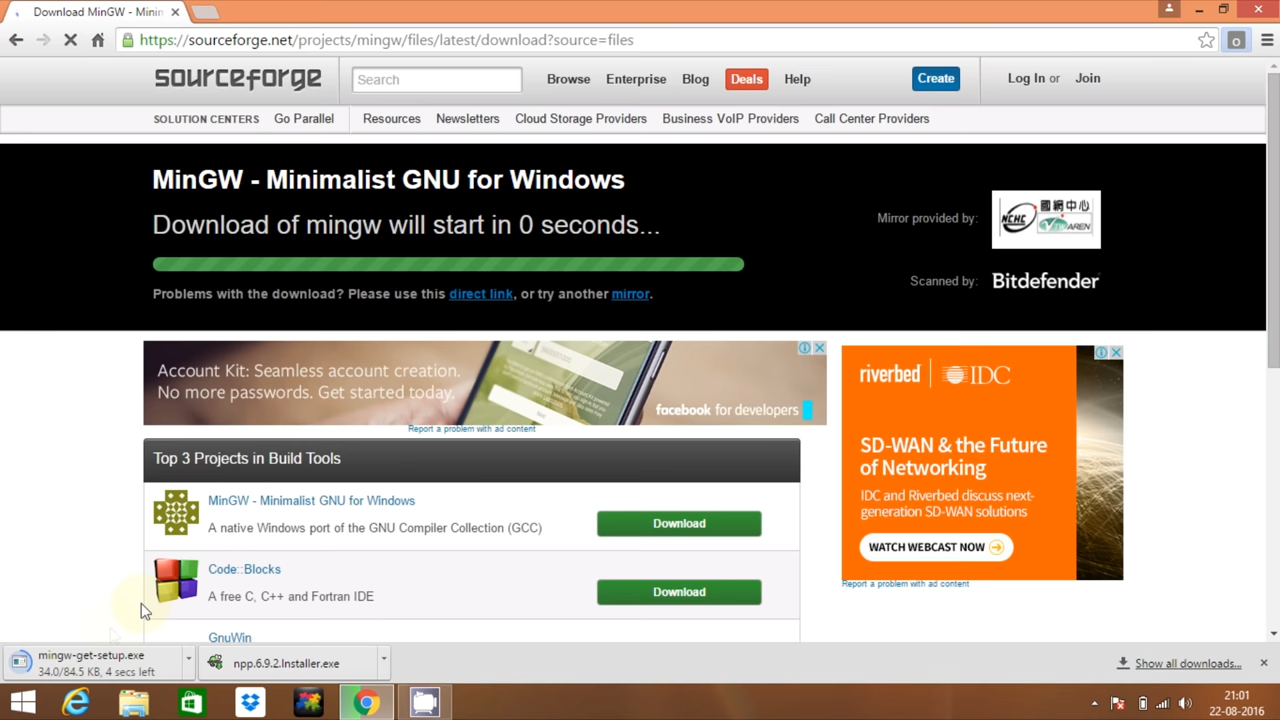 Download MinGW - Minin
https://sourceforge.net/projects/mingw/files/latest/download?source=files
sourceforge
Search
Browse
Enterprise
Blog
Deals
Help
Create
Log In or
Join
SOLUTION CENTERS
Go Parallel
Resources
Newsletters
Cloud Storage Providers
Business VoIP Providers
Call Center Providers
MinGW - Minimalist GNU for Windows
Download of mingw will start in 0 seconds...
Problems with the download? Please use this direct link, or try another mirror.
Mirror provided by:
NCHC
國網中心
TWAREN
Scanned by:
Bitdefender
Account Kit: Seamless account creation.
No more passwords. Get started today.
facebook for developers
Report a problem with ad content
riverbed
IDC
SD-WAN & the Future
of Networking
IDC and Riverbed discuss next-
generation SD-WAN solutions
WATCH WEBCAST NOW
Report a problem with ad content
Top 3 Projects in Build Tools
MinGW - Minimalist GNU for Windows
A native Windows port of the GNU Compiler Collection (GCC)
Download
Code::Blocks
A free C, C++ and Fortran IDE
Download
GnuWin
mingw-get-setup.exe
34.0/84.5 KB, 4 secs left
npp.6.9.2.Installer.exe
Show all downloads...
21:01
22-08-2016